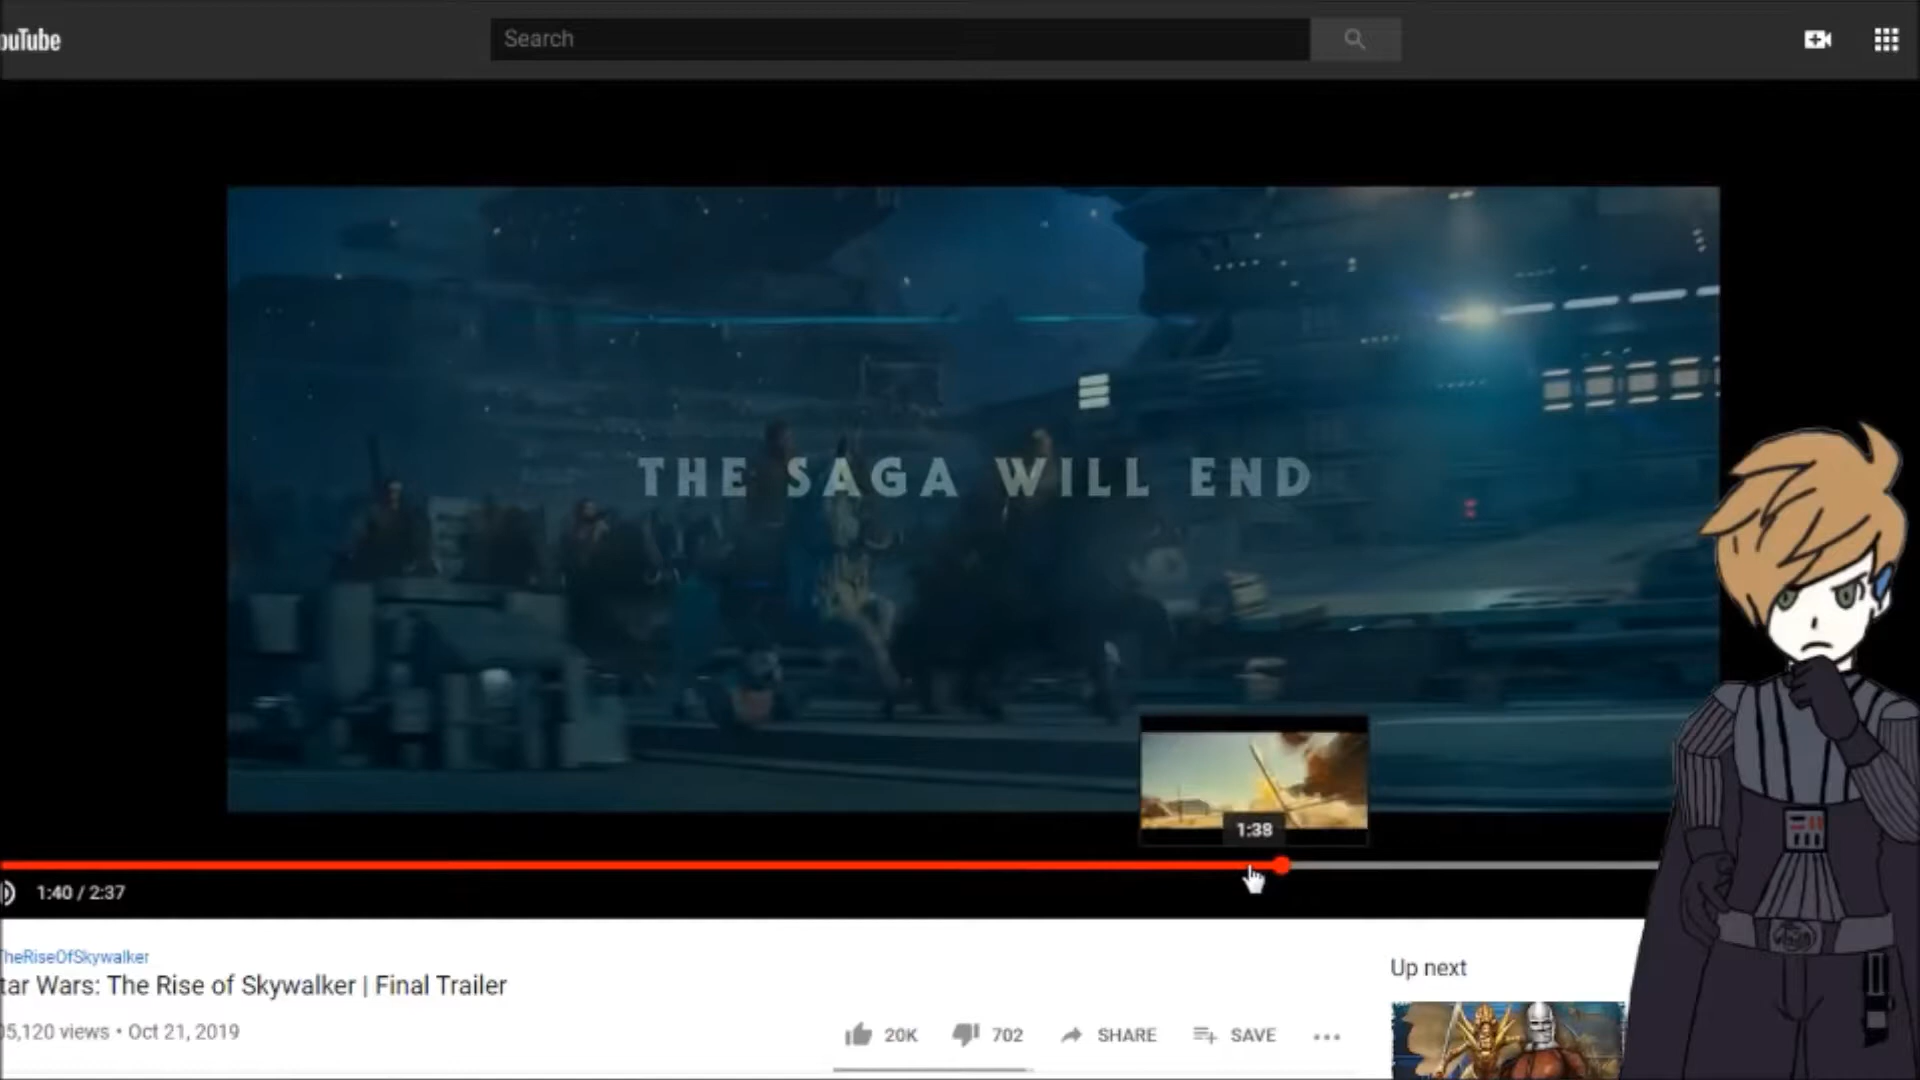 ouTube
Search
THE SAGA WILL END
1:38
1:40 / 2:37
TheRiseOfSkywalker
tar Wars: The Rise of Skywalker | Final Trailer
05,120 views • Oct 21, 2019
20K
702
SHARE
SAVE
Up next